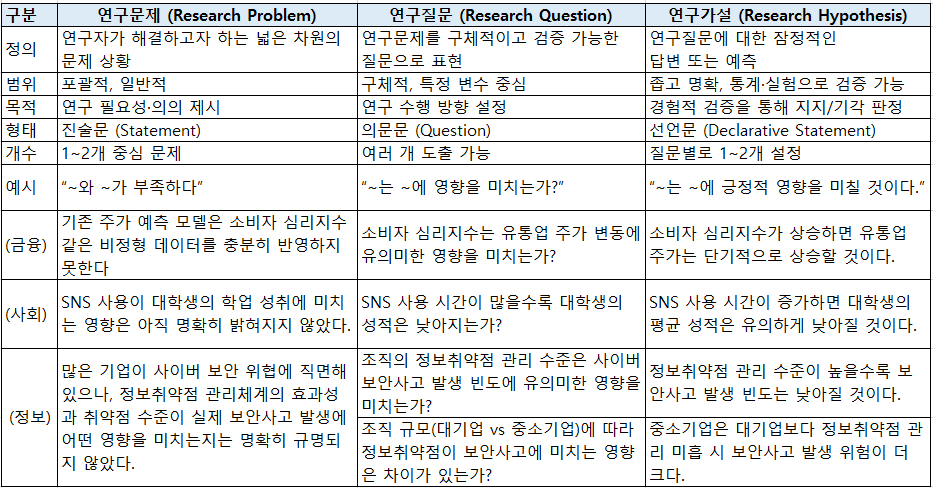 구분 연구문제 (Research Problem) 연구질문 (Research Question) 연구가설 (Research Hypothesis)
정의 연구자가 해결하고자 하는 넓은 차원의 연구문제를 구체적이고 검증 가능한 연구질문에 대한 잠정적인
문제 상황 질문으로 표현 답변 또는 예측
범위 포괄적, 일반적 구체적, 특정 변수 중심 좁고 명확, 통계·실험으로 검증 가능
목적 연구 필요성·의의 제시 연구 수행 방향 설정 경험적 검증을 통해 지지/기각 판정
형태 진술문 (Statement) 의문문 (Question) 선언문 (Declarative Statement)
개수 1~2개 중심 문제 여러 개 도출 가능 질문별로 1~2개 설정
예시 “~와 ~가 부족하다” “~는 ~에 영향을 미치는가?” “~는 ~에 긍정적 영향을 미칠 것이다.”
(금융) 기존 주가 예측 모델은 소비자 심리지수
같은 비정형 데이터를 충분히 반영하지
못한다
소비자 심리지수는 유통업 주가 변동에
유의미한 영향을 미치는가?
소비자 심리지수가 상승하면 유통업
주가는 단기적으로 상승할 것이다.
(사회) SNS 사용이 대학생의 학업 성취에 미치
는 영향은 아직 명확히 밝혀지지 않았다.
SNS 사용 시간이 많을수록 대학생의
성적은 낮아지는가?
SNS 사용 시간이 증가하면 대학생의
평균 성적은 유의하게 낮아질 것이다.
(정보) 많은 기업이 사이버 보안 위협에 직면해
있으나, 정보취약점 관리체계의 효과성
과 취약점 수준이 실제 보안사고 발생에
어떤 영향을 미치는지는 명확히 규명되
지 않았다.
조직의 정보취약점 관리 수준은 사이버
보안사고 발생 빈도에 유의미한 영향을
미치는가?
정보취약점 관리 수준이 높을수록 보
안사고 발생 빈도는 낮아질 것이다.
조직 규모(대기업 vs 중소기업)에 따라
정보취약점이 보안사고에 미치는 영향
은 차이가 있는가?
중소기업은 대기업보다 정보취약점 관
리 미흡 시 보안사고 발생 위험이 더
크다.